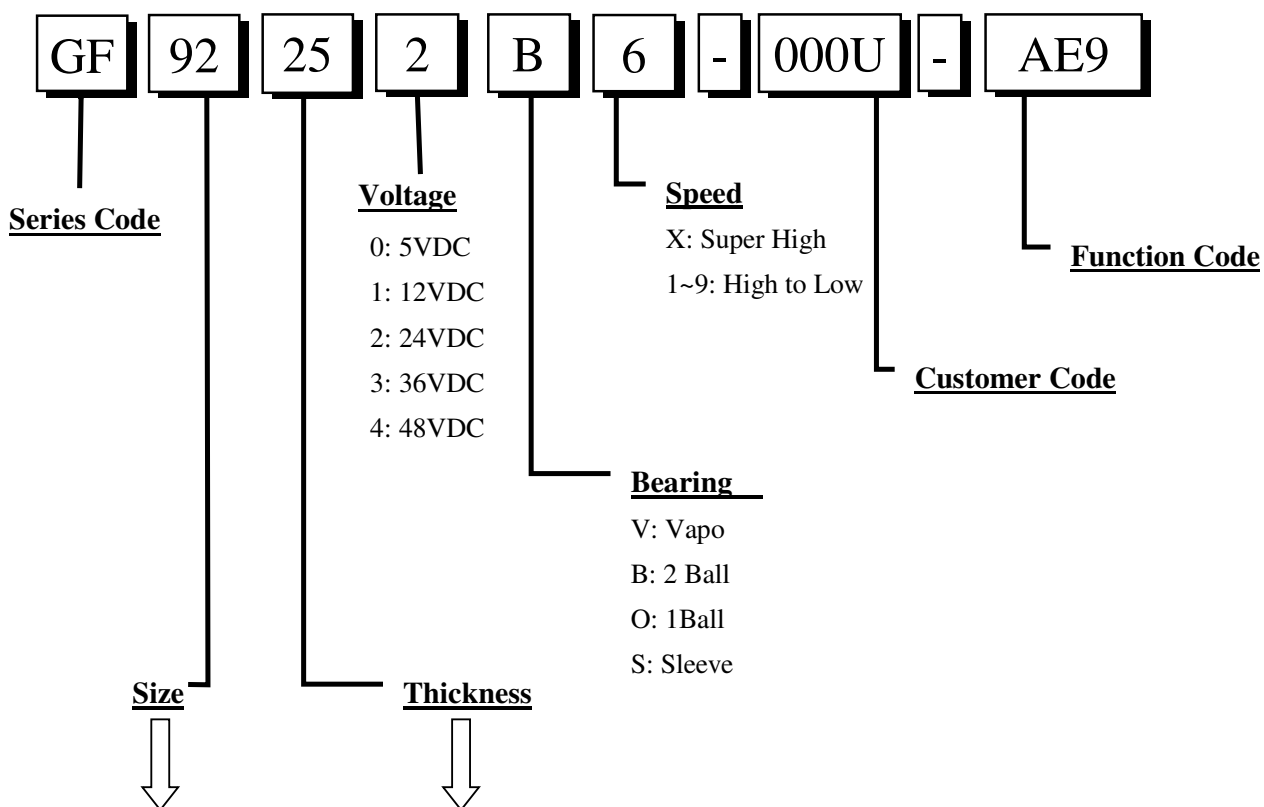 GF 92 25 2 B 6 - 000U - AE9
Series Code
Voltage
0: 5VDC
1: 12VDC
2: 24VDC
3: 36VDC
4: 48VDC
Speed
X: Super High
1~9: High to Low
Function Code
Customer Code
Bearing
V: Vapo
B: 2 Ball
O: 1Ball
S: Sleeve
Size
Thickness